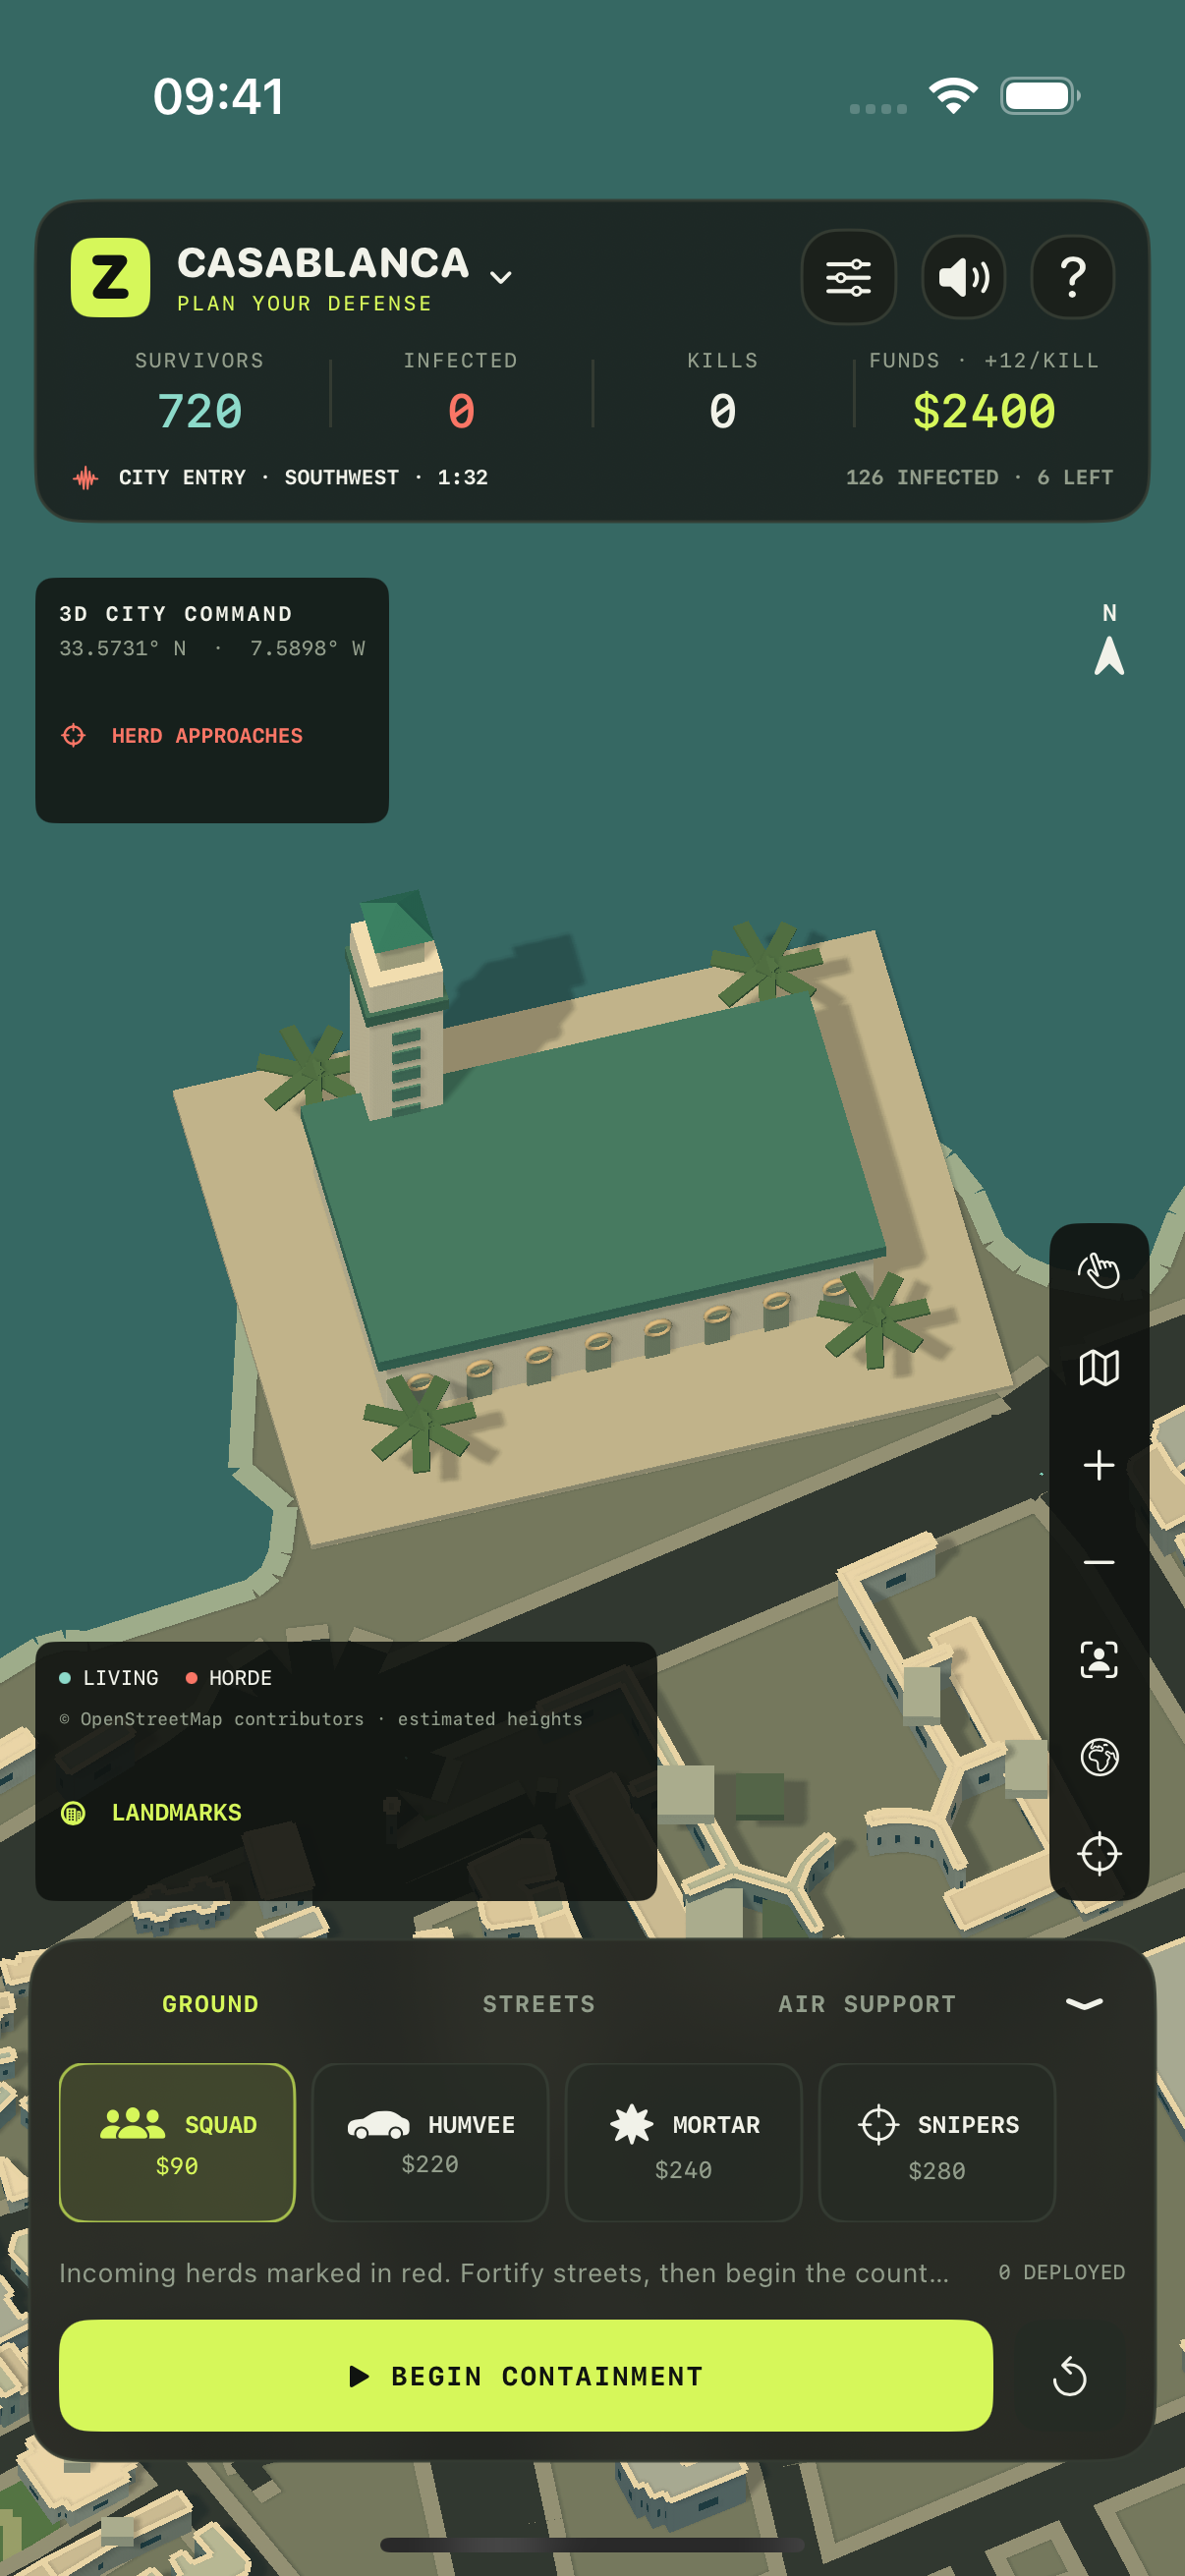 09:41
Z
CASABLANCA
PLAN YOUR DEFENSE
?
SURVIVORS
INFECTED
KILLS
FUNDS · +12/KILL
720
0
0
$2400
CITY ENTRY · SOUTHWEST · 1:32
126 INFECTED · 6 LEFT
3D CITY COMMAND
33.5731° N · 7.5898° W
HERD APPROACHES
N
LIVING
HORDE
© OpenStreetMap contributors · estimated heights
LANDMARKS
GROUND
STREETS
AIR SUPPORT
SQUAD
$90
HUMVEE
$220
MORTAR
$240
SNIPERS
$280
Incoming herds marked in red. Fortify streets, then begin the count...
0 DEPLOYED
BEGIN CONTAINMENT